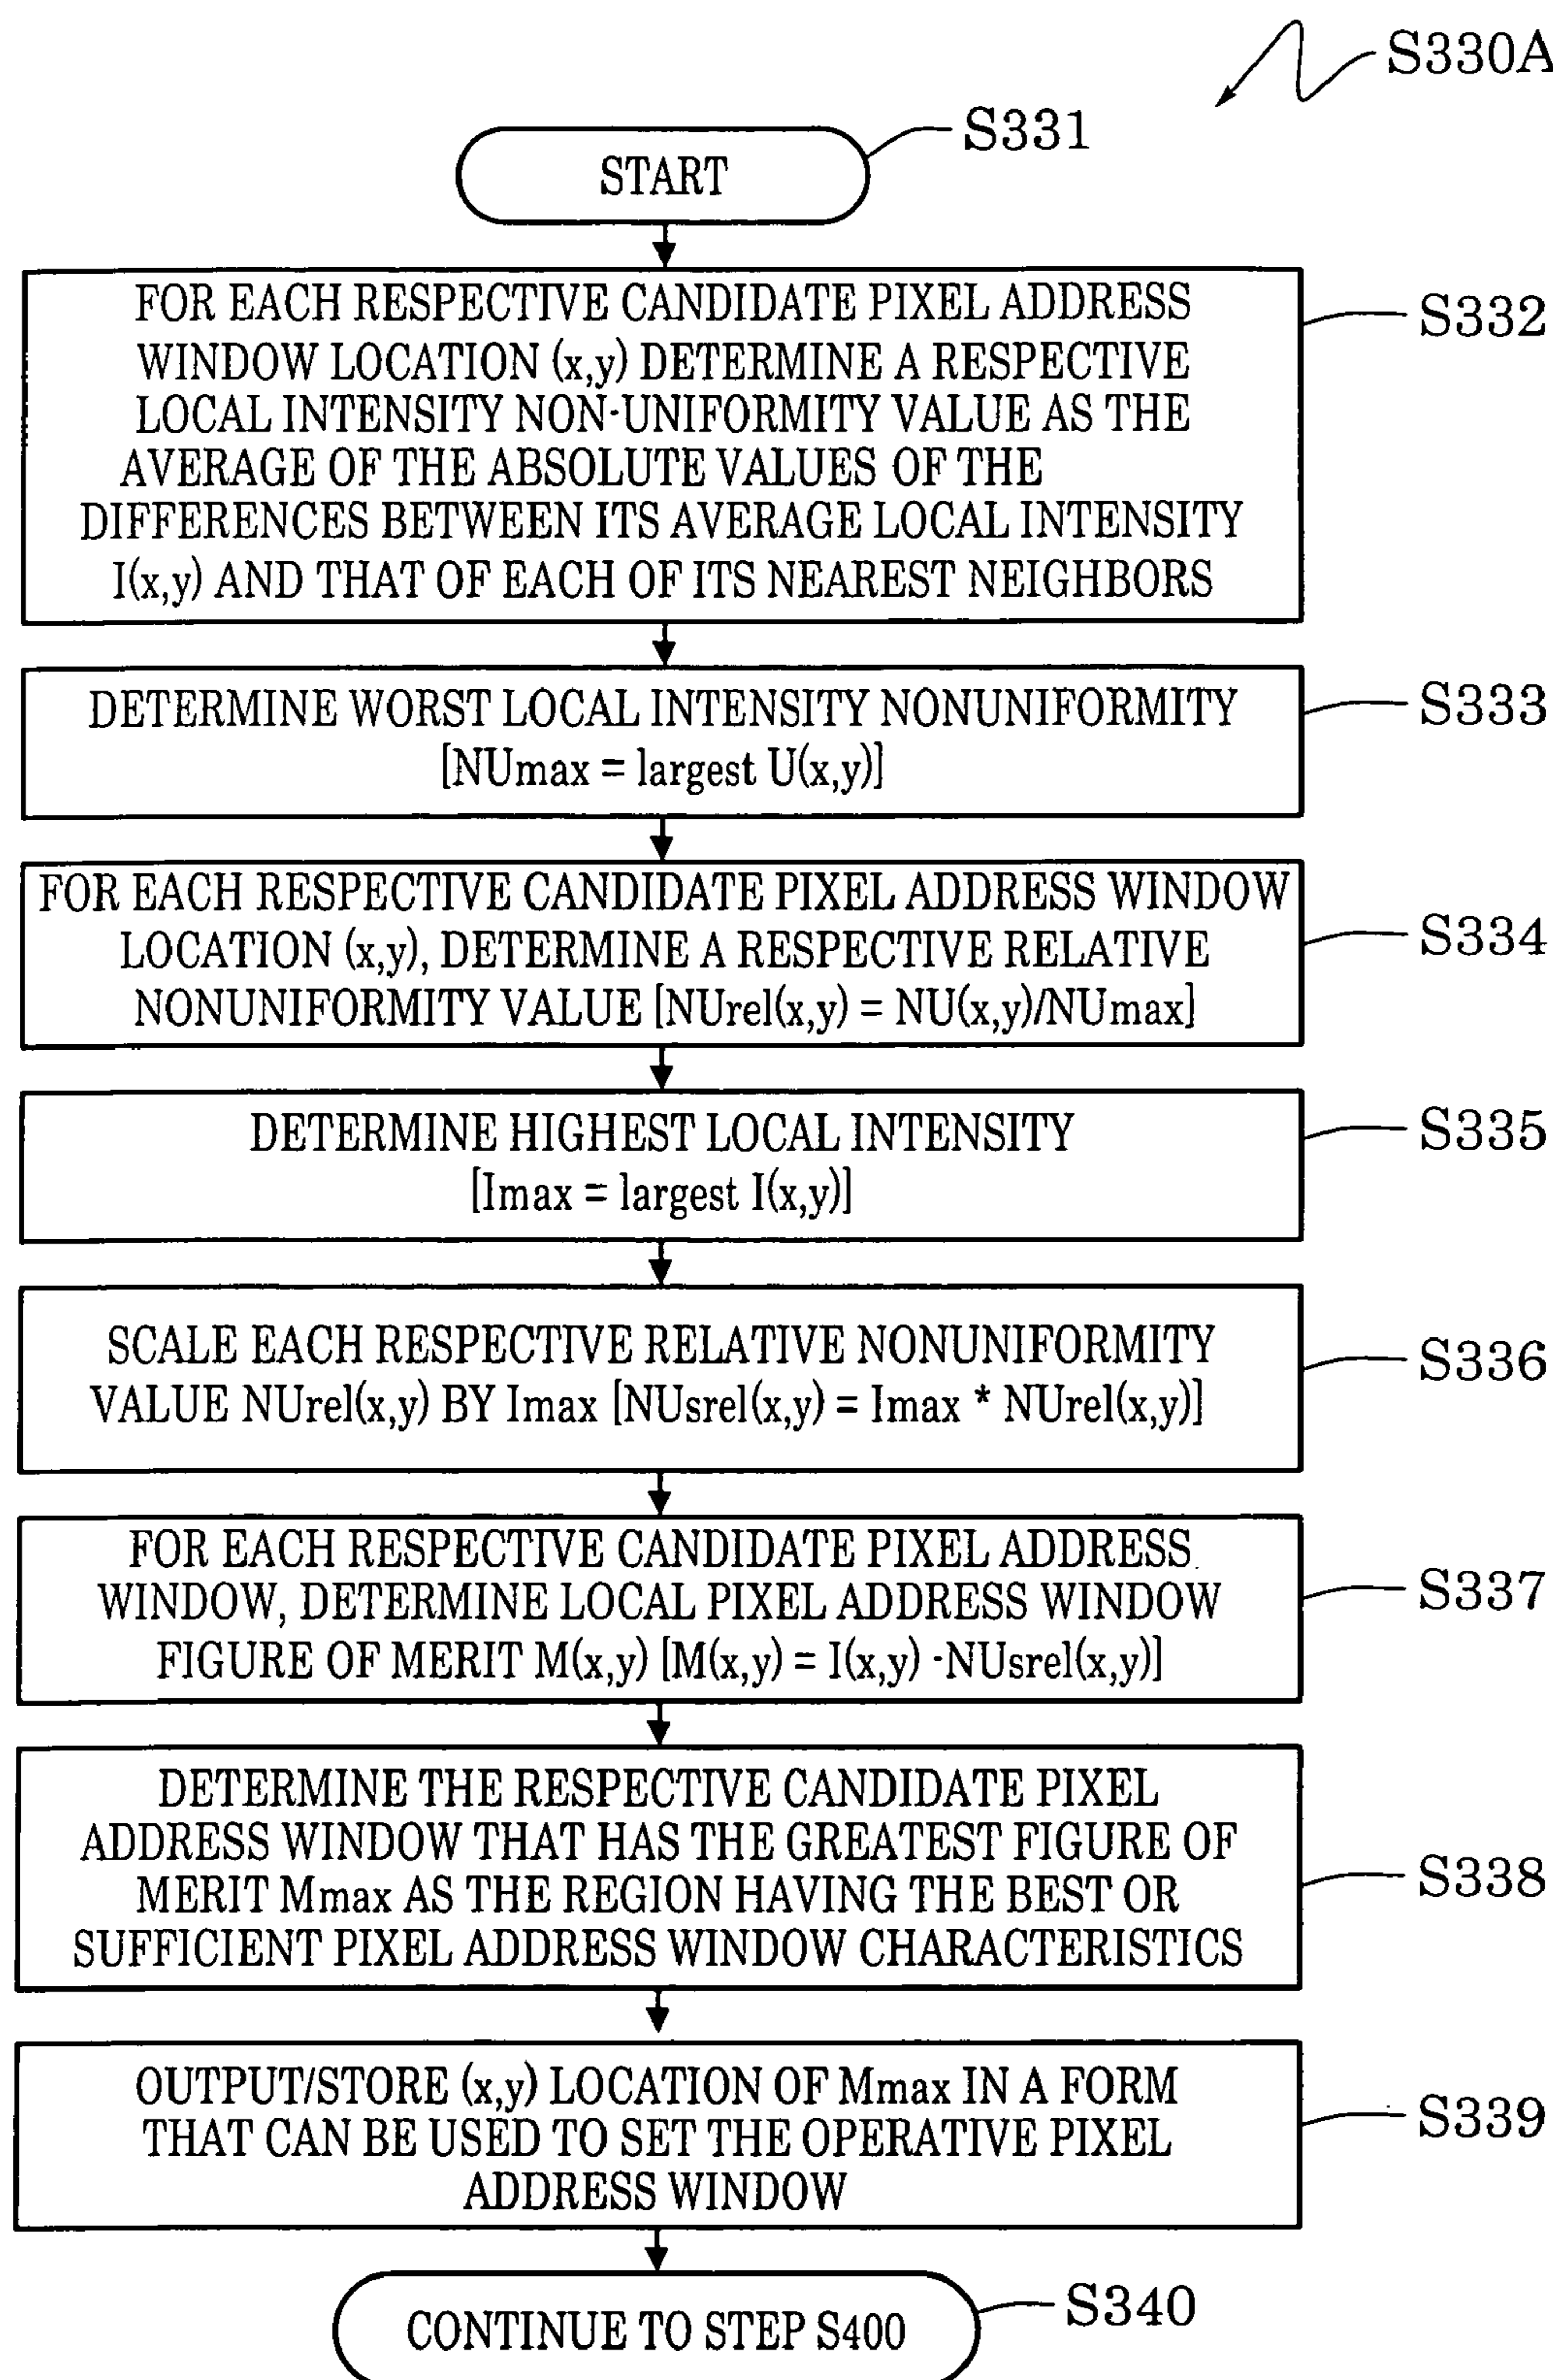 S330A
START
S331
FOR EACH RESPECTIVE CANDIDATE PIXEL ADDRESS
WINDOW LOCATION (x,y) DETERMINE A RESPECTIVE
LOCAL INTENSITY NON-UNIFORMITY VALUE AS THE
AVERAGE OF THE ABSOLUTE VALUES OF THE
DIFFERENCES BETWEEN ITS AVERAGE LOCAL INTENSITY
I(x,y) AND THAT OF EACH OF ITS NEAREST NEIGHBORS
S332
DETERMINE WORST LOCAL INTENSITY NONUNIFORMITY
[NUmax = largest U(x,y)]
S333
FOR EACH RESPECTIVE CANDIDATE PIXEL ADDRESS WINDOW
LOCATION (x,y), DETERMINE A RESPECTIVE RELATIVE
NONUNIFORMITY VALUE [NUrel(x,y) = NU(x,y)/NUmax]
S334
DETERMINE HIGHEST LOCAL INTENSITY
[Imax = largest I(x,y)]
S335
SCALE EACH RESPECTIVE RELATIVE NONUNIFORMITY
VALUE NUrel(x,y) BY Imax [NUsrel(x,y) = Imax * NUrel(x,y)]
S336
FOR EACH RESPECTIVE CANDIDATE PIXEL ADDRESS
WINDOW, DETERMINE LOCAL PIXEL ADDRESS WINDOW
FIGURE OF MERIT M(x,y) [M(x,y) = I(x,y) -NUsrel(x,y)]
S337
DETERMINE THE RESPECTIVE CANDIDATE PIXEL
ADDRESS WINDOW THAT HAS THE GREATEST FIGURE OF
MERIT Mmax AS THE REGION HAVING THE BEST OR
SUFFICIENT PIXEL ADDRESS WINDOW CHARACTERISTICS
S338
OUTPUT/STORE (x,y) LOCATION OF Mmax IN A FORM
THAT CAN BE USED TO SET THE OPERATIVE PIXEL
ADDRESS WINDOW
S339
CONTINUE TO STEP S400
S340